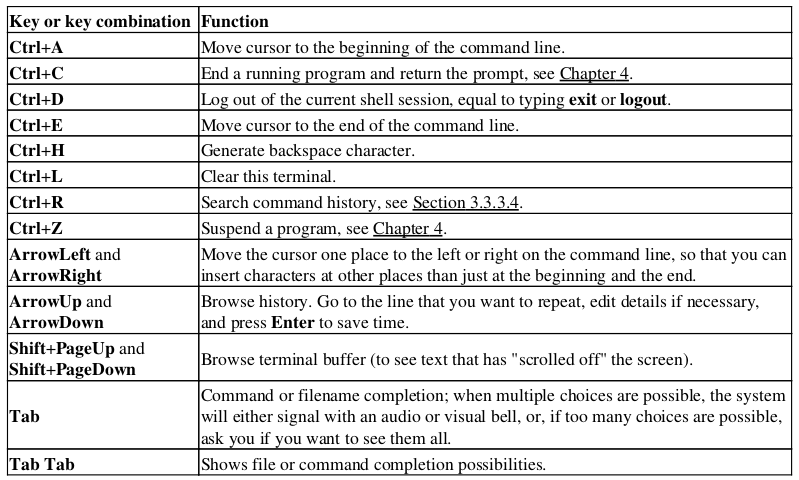 Key or key combination Function
Ctrl+A Move cursor to the beginning of the command line.
Ctrl+C End a running program and return the prompt, see Chapter 4.
Ctrl+D Log out of the current shell session, equal to typing exit or logout.
Ctrl+E Move cursor to the end of the command line.
Ctrl+H Generate backspace character.
Ctrl+L Clear this terminal.
Ctrl+R Search command history, see Section 3.3.3.4.
Ctrl+Z Suspend a program, see Chapter 4.
ArrowLeft and
ArrowRight
Move the cursor one place to the left or right on the command line, so that you can
insert characters at other places than just at the beginning and the end.
ArrowUp and
ArrowDown
Browse history. Go to the line that you want to repeat, edit details if necessary,
and press Enter to save time.
Shift+PageUp and
Shift+PageDown
Browse terminal buffer (to see text that has "scrolled off" the screen).
Tab
Command or filename completion; when multiple choices are possible, the system
will either signal with an audio or visual bell, or, if too many choices are possible,
ask you if you want to see them all.
Tab Tab Shows file or command completion possibilities.